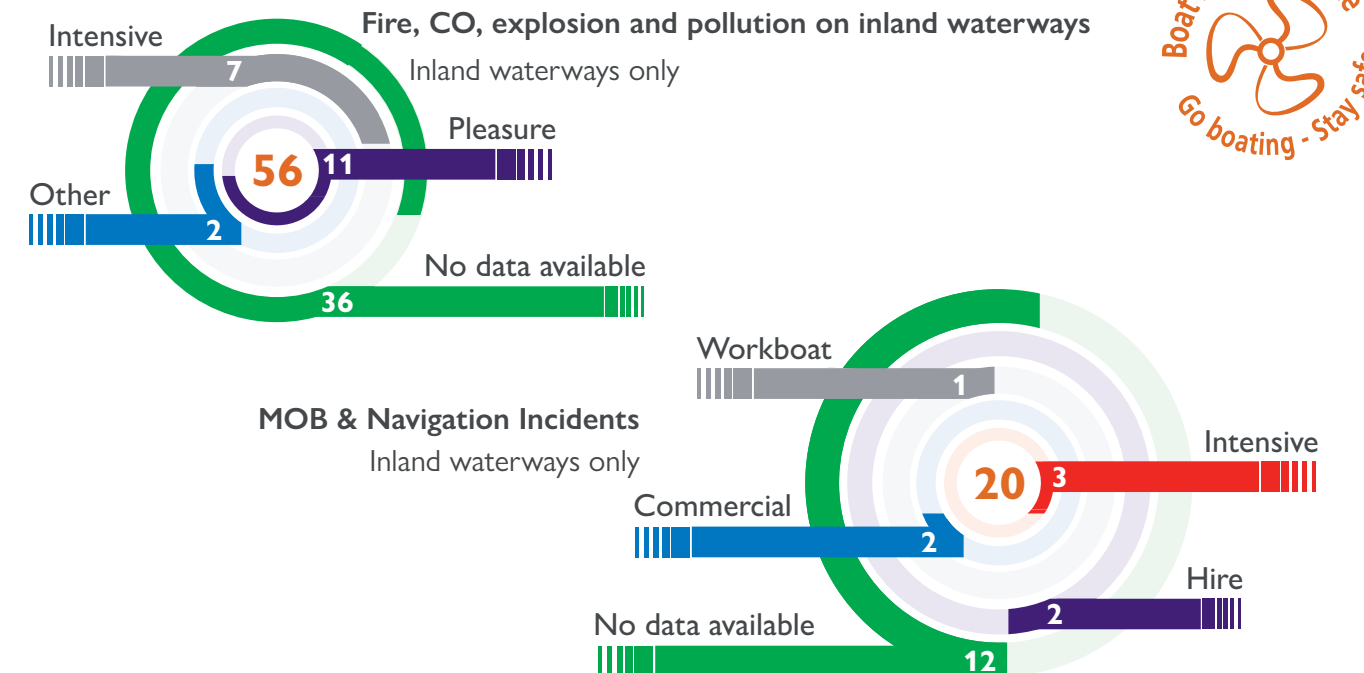 Fire, CO, explosion and pollution on inland waterways
Inland waterways only
Intensive
7
Pleasure
11
56
Other
2
No data available
36
Go boating - Stay safe
MOB & Navigation Incidents
Inland waterways only
Workboat
1
Intensive
3
20
Commercial
2
Hire
2
No data available
12